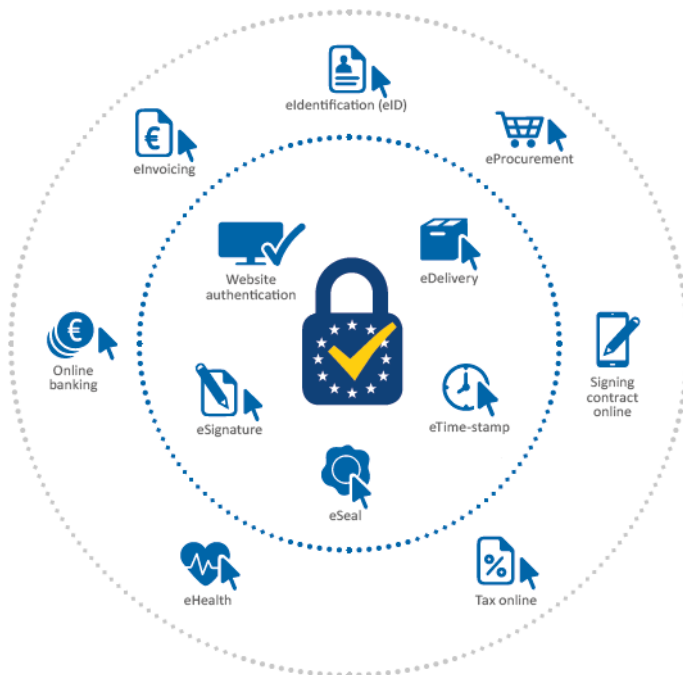 eIdentification (eID)
eInvoicing
eProcurement
Website
authentication
eDelivery
Online
banking
eSignature
eTime-stamp
Signing
contract
online
eSeal
eHealth
Tax online